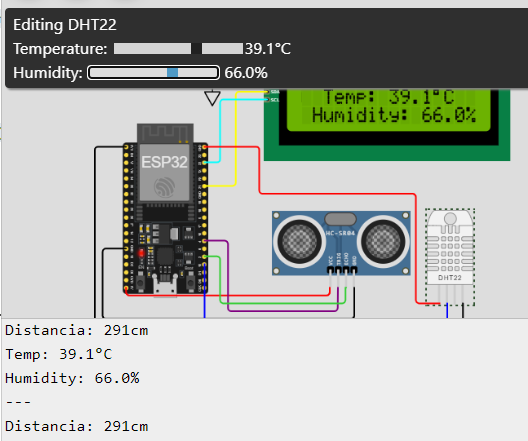 Editing DHT22
Temperature: 39.1°C
Humidity: 66.0%
SCL
Temp: 39.1°C
Humidity: 66.0%
ESP32
HC-SR04
VCC
TRIG
ECHO
GND
DHT22
Distancia: 291cm
Temp: 39.1°C
Humidity: 66.0%
---
Distancia: 291cm